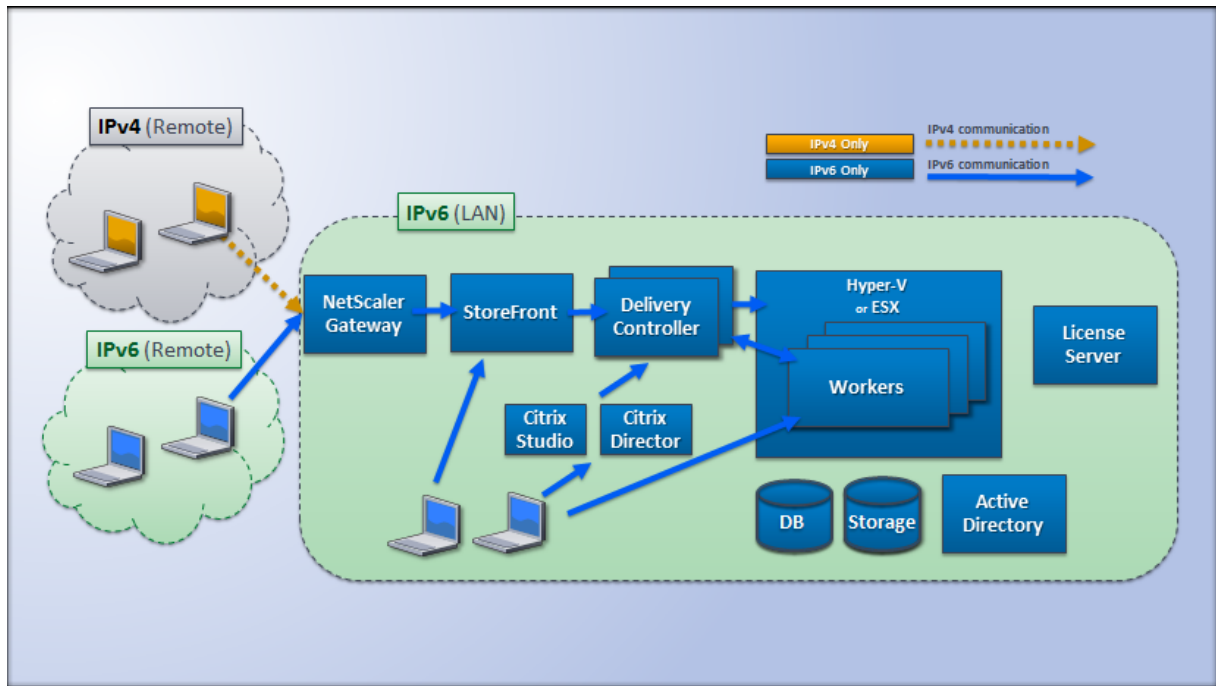 IPv4 (Remote)
IPv4 Only
IPv4 communication
IPv6 Only
IPv6 communication
IPv6 (LAN)
NetScaler
Gateway
StoreFront
Delivery
Controller
Hyper-V
or ESX
Workers
License
Server
IPv6 (Remote)
Citrix
Studio
Citrix
Director
DB
Storage
Active
Directory